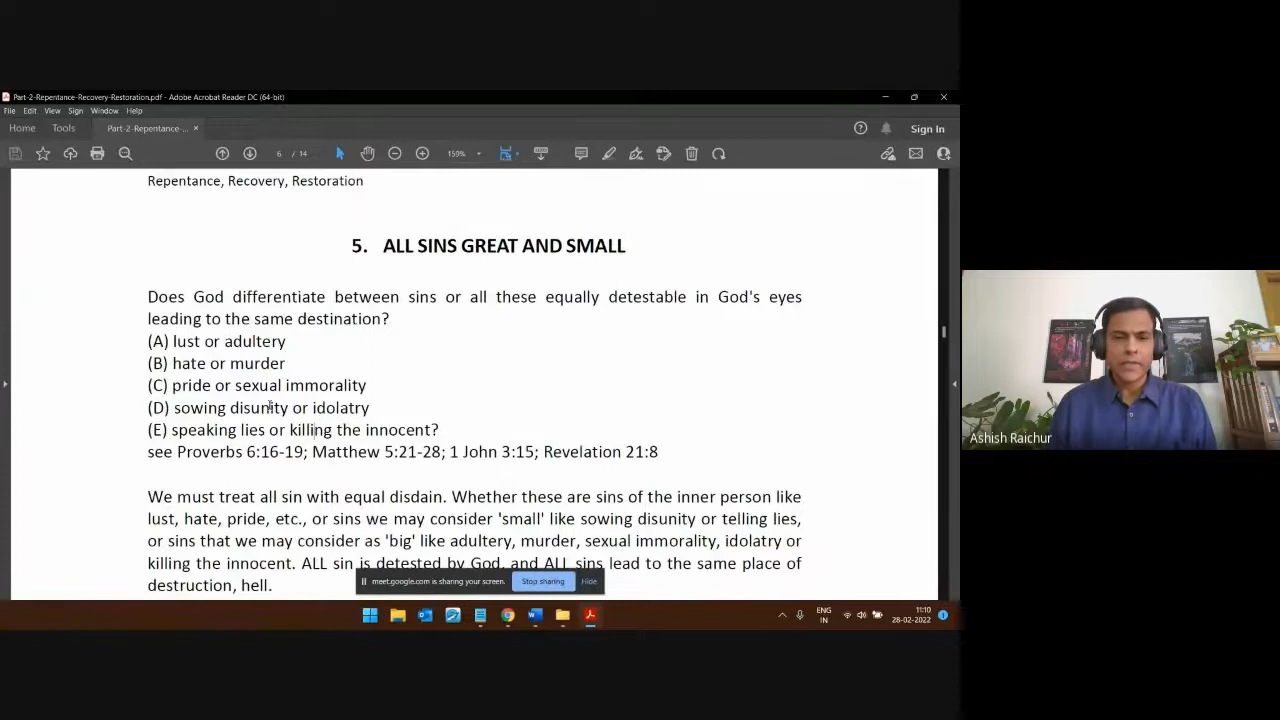 Part-2-Repentance-Recovery-Restoration.pdf - Adobe Acrobat Reader DC (64-bit)
File Edit View Sign Window Help
Home Tools Part-2-Repentance-... × Sign In
6 / 14 159%
Repentance, Recovery, Restoration
5. ALL SINS GREAT AND SMALL
Does God differentiate between sins or all these equally detestable in God's eyes
leading to the same destination?
(A) lust or adultery
(B) hate or murder
(C) pride or sexual immorality
(D) sowing disunity or idolatry
(E) speaking lies or killing the innocent?
see Proverbs 6:16-19; Matthew 5:21-28; 1 John 3:15; Revelation 21:8
We must treat all sin with equal disdain. Whether these are sins of the inner person like
lust, hate, pride, etc., or sins we may consider 'small' like sowing disunity or telling lies,
or sins that we may consider as 'big' like adultery, murder, sexual immorality, idolatry or
killing the innocent. ALL sin is detested by God, and ALL sins lead to the same place of
destruction, hell.
meet.google.com is sharing your screen. Stop sharing Hide
ENG
IN
11:10
28-02-2022
Ashish Raichur